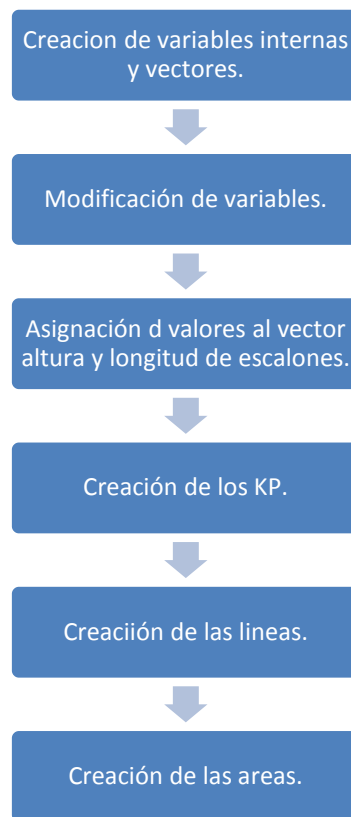 Creacion de variables internas
y vectores.
Modificación de variables.
Asignación d valores al vector
altura y longitud de escalones.
Creación de los KP.
Creaciión de las lineas.
Creación de las areas.